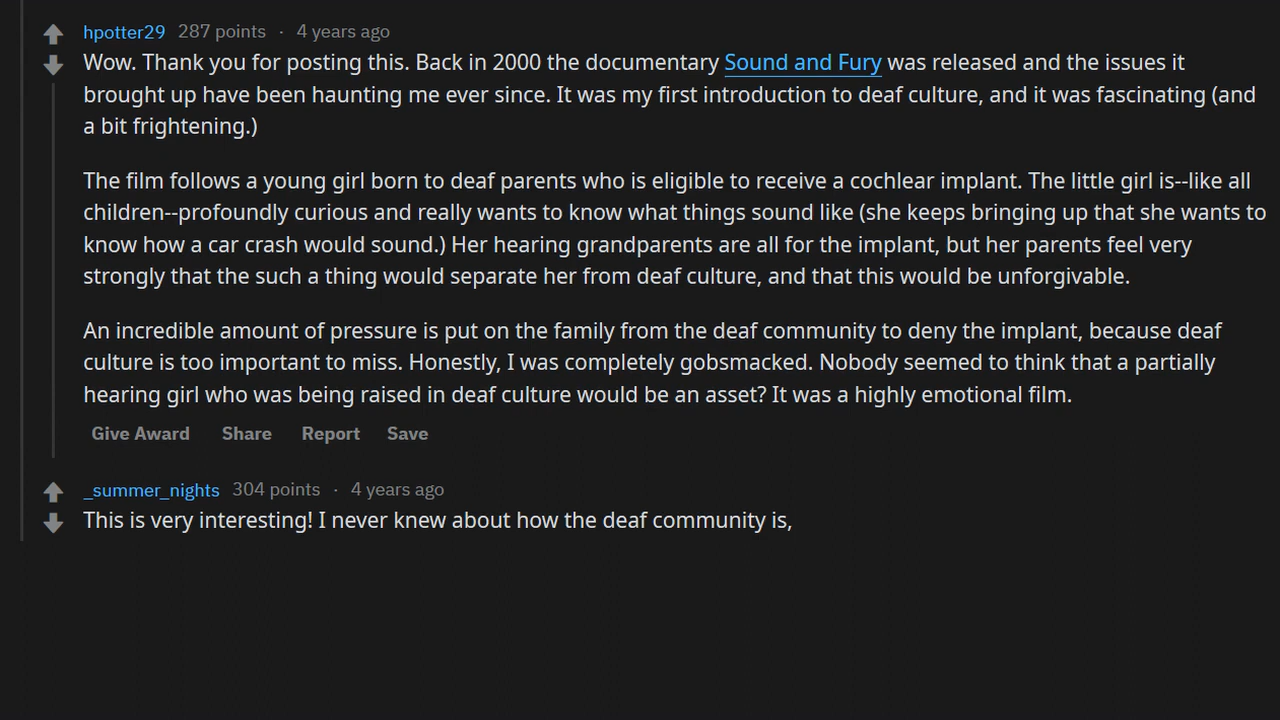 hpotter29 287 points · 4 years ago
Wow. Thank you for posting this. Back in 2000 the documentary Sound and Fury was released and the issues it
brought up have been haunting me ever since. It was my first introduction to deaf culture, and it was fascinating (and
a bit frightening.)
The film follows a young girl born to deaf parents who is eligible to receive a cochlear implant. The little girl is--like all
children--profoundly curious and really wants to know what things sound like (she keeps bringing up that she wants to
know how a car crash would sound.) Her hearing grandparents are all for the implant, but her parents feel very
strongly that the such a thing would separate her from deaf culture, and that this would be unforgivable.
An incredible amount of pressure is put on the family from the deaf community to deny the implant, because deaf
culture is too important to miss. Honestly, I was completely gobsmacked. Nobody seemed to think that a partially
hearing girl who was being raised in deaf culture would be an asset? It was a highly emotional film.
Give Award Share Report Save
_summer_nights 304 points · 4 years ago
This is very interesting! I never knew about how the deaf community is,